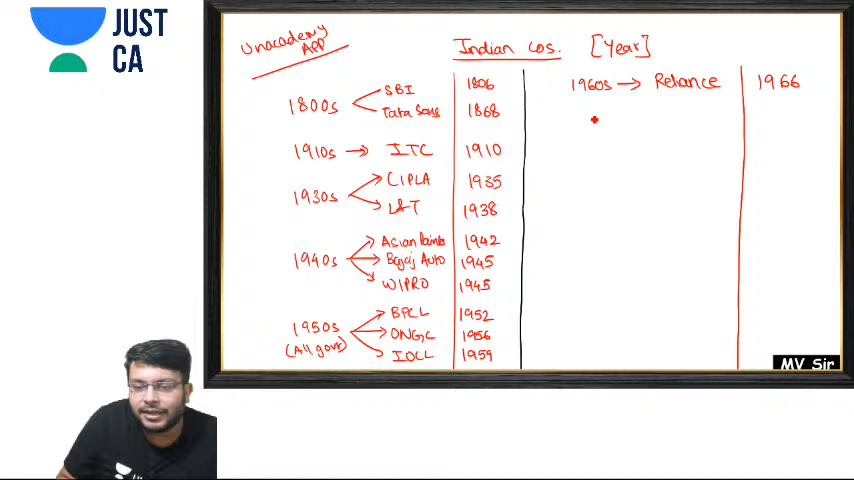 JUST
CA
Unacademy
APP
Indian Cos. [Year]
1800s
SBI 1806
Tata Sons 1868
1910s → ITC 1910
1930s
CIPLA 1935
L&T 1938
1940s
Asian Paints 1942
Bajaj Auto 1945
WIPRO 1945
1950s
(All govt)
BPCL 1952
ONGC 1956
IOCL 1959
1960s → Reliance 1966
MV Sir